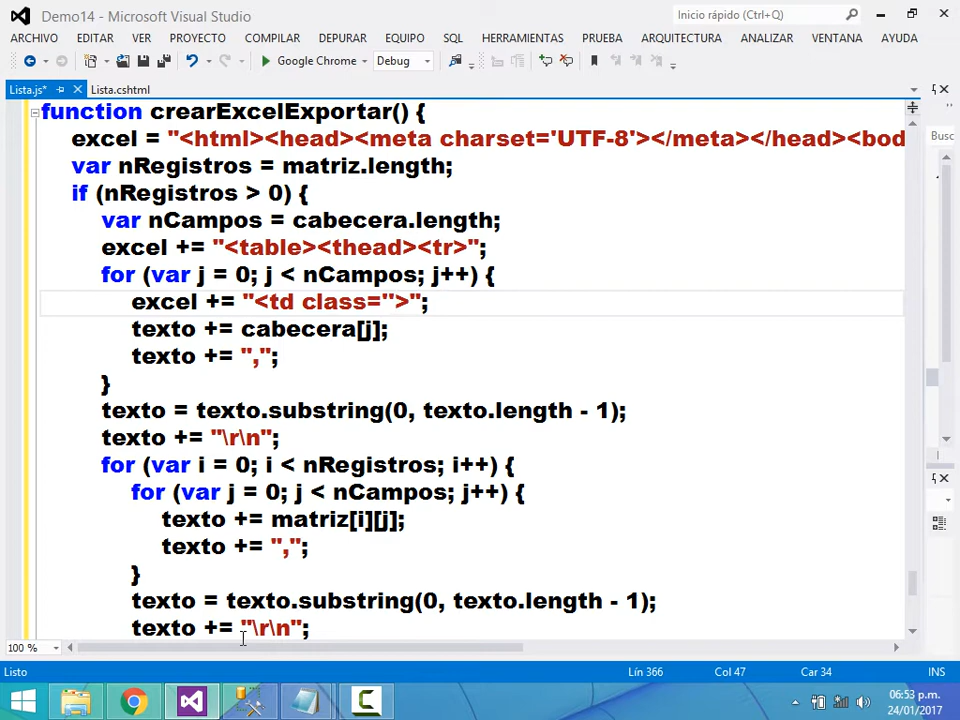 Demo14 - Microsoft Visual Studio
Inicio rápido (Ctrl+Q)
ARCHIVO EDITAR VER PROYECTO COMPILAR DEPURAR EQUIPO SQL HERRAMIENTAS PRUEBA ARQUITECTURA ANALIZAR VENTANA AYUDA
Google Chrome Debug
Lista.js* Lista.cshtml
function crearExcelExportar() {
excel = "<html><head><meta charset='UTF-8'></meta></head><bod
var nRegistros = matriz.length;
if (nRegistros > 0) {
var nCampos = cabecera.length;
excel += "<table><thead><tr>";
for (var j = 0; j < nCampos; j++) {
excel += "<td class=''>";
texto += cabecera[j];
texto += ",";
}
texto = texto.substring(0, texto.length - 1);
texto += "\r\n";
for (var i = 0; i < nRegistros; i++) {
for (var j = 0; j < nCampos; j++) {
texto += matriz[i][j];
texto += ",";
}
texto = texto.substring(0, texto.length - 1);
texto += "\r\n";
Busc
100 %
Listo Lín 366 Col 47 Car 34 INS
06:53 p.m.
24/01/2017